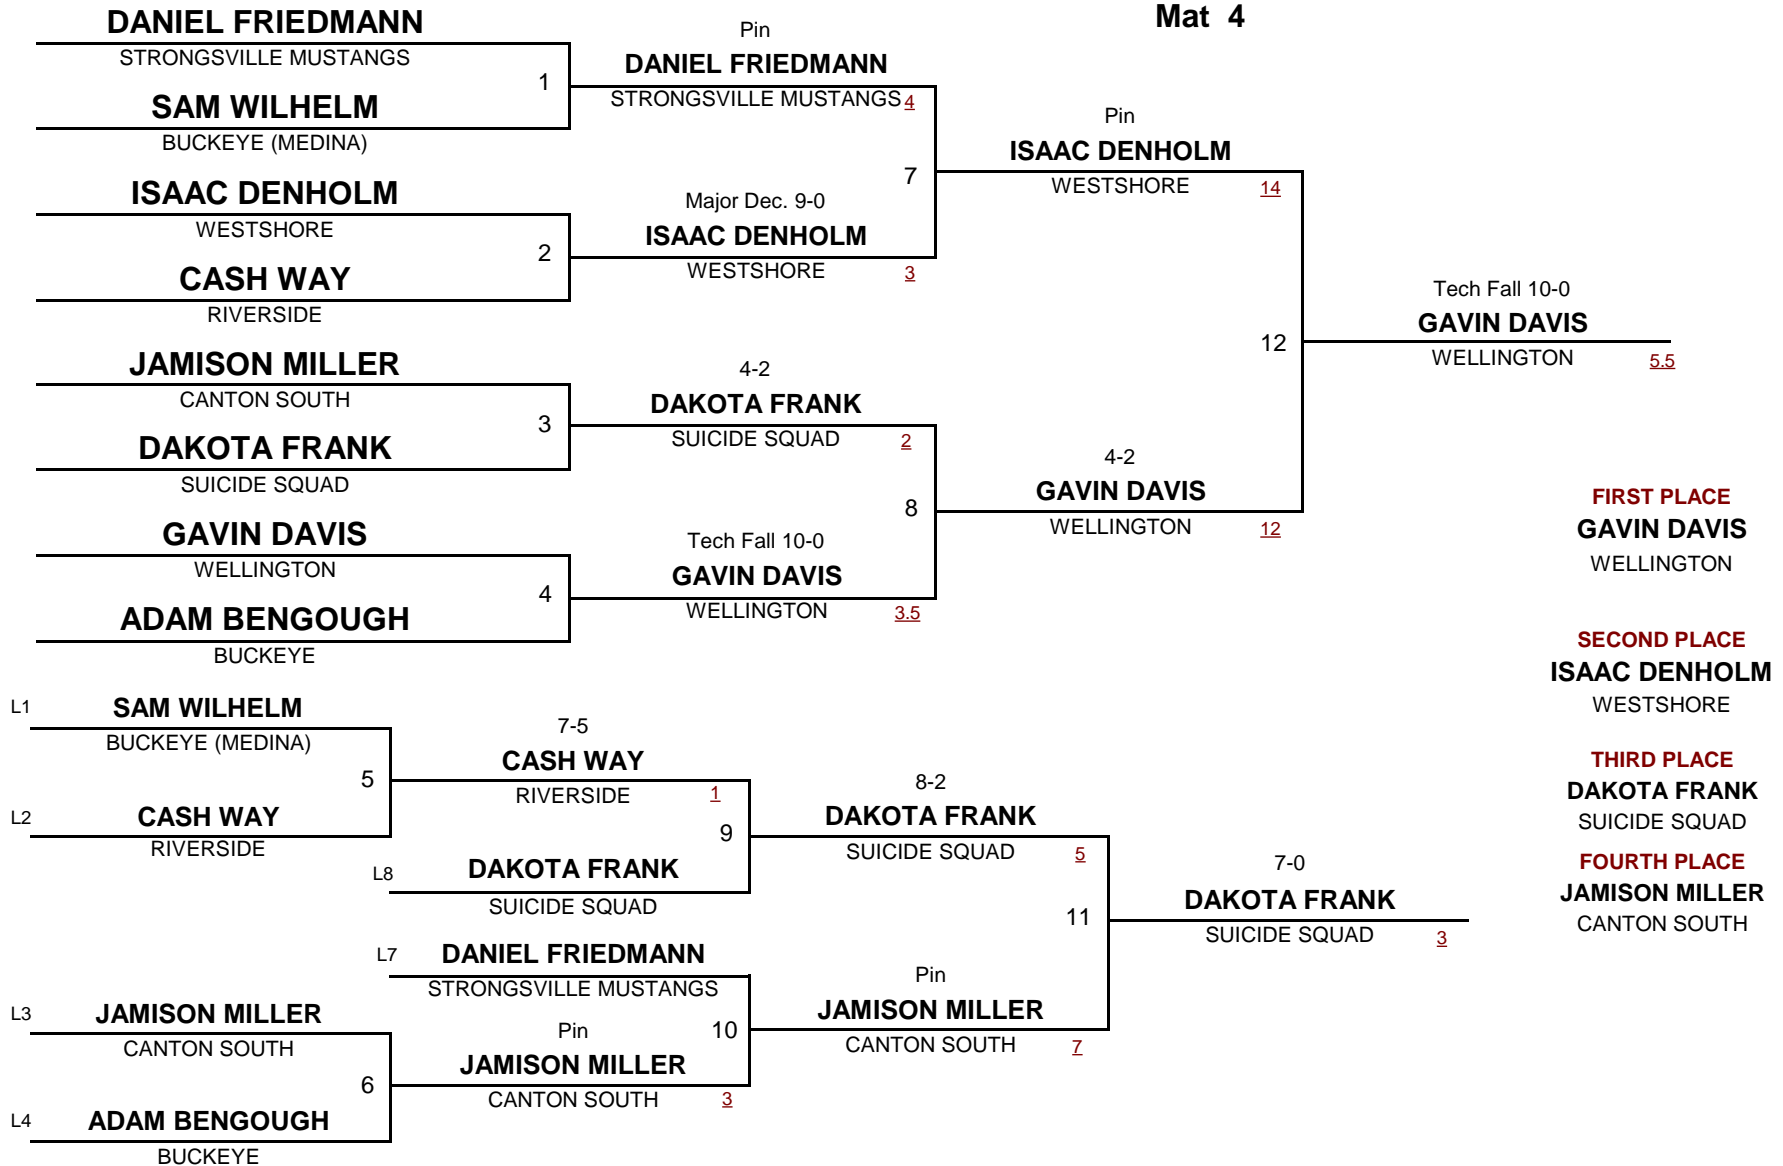 Mat 4
DANIEL FRIEDMANN
STRONGSVILLE MUSTANGS
1
SAM WILHELM
BUCKEYE (MEDINA)
ISAAC DENHOLM
WESTSHORE
2
CASH WAY
RIVERSIDE
JAMISON MILLER
CANTON SOUTH
3
DAKOTA FRANK
SUICIDE SQUAD
GAVIN DAVIS
WELLINGTON
4
ADAM BENGOUGH
BUCKEYE
Pin
DANIEL FRIEDMANN
STRONGSVILLE MUSTANGS 4
7
Major Dec. 9-0
ISAAC DENHOLM
WESTSHORE 3
4-2
DAKOTA FRANK
SUICIDE SQUAD 2
8
Tech Fall 10-0
GAVIN DAVIS
WELLINGTON 3.5
Pin
ISAAC DENHOLM
WESTSHORE 14
12
4-2
GAVIN DAVIS
WELLINGTON 12
Tech Fall 10-0
GAVIN DAVIS
WELLINGTON 5.5
FIRST PLACE
GAVIN DAVIS
WELLINGTON
SECOND PLACE
ISAAC DENHOLM
WESTSHORE
THIRD PLACE
DAKOTA FRANK
SUICIDE SQUAD
FOURTH PLACE
JAMISON MILLER
CANTON SOUTH
L1 SAM WILHELM
BUCKEYE (MEDINA)
5
L2 CASH WAY
RIVERSIDE
7-5
CASH WAY
RIVERSIDE 1
9
L8 DAKOTA FRANK
SUICIDE SQUAD
L7 DANIEL FRIEDMANN
STRONGSVILLE MUSTANGS
10
L3 JAMISON MILLER
CANTON SOUTH
6
L4 ADAM BENGOUGH
BUCKEYE
Pin
JAMISON MILLER
CANTON SOUTH 3
8-2
DAKOTA FRANK
SUICIDE SQUAD 5
11
Pin
JAMISON MILLER
CANTON SOUTH 7
7-0
DAKOTA FRANK
SUICIDE SQUAD 3